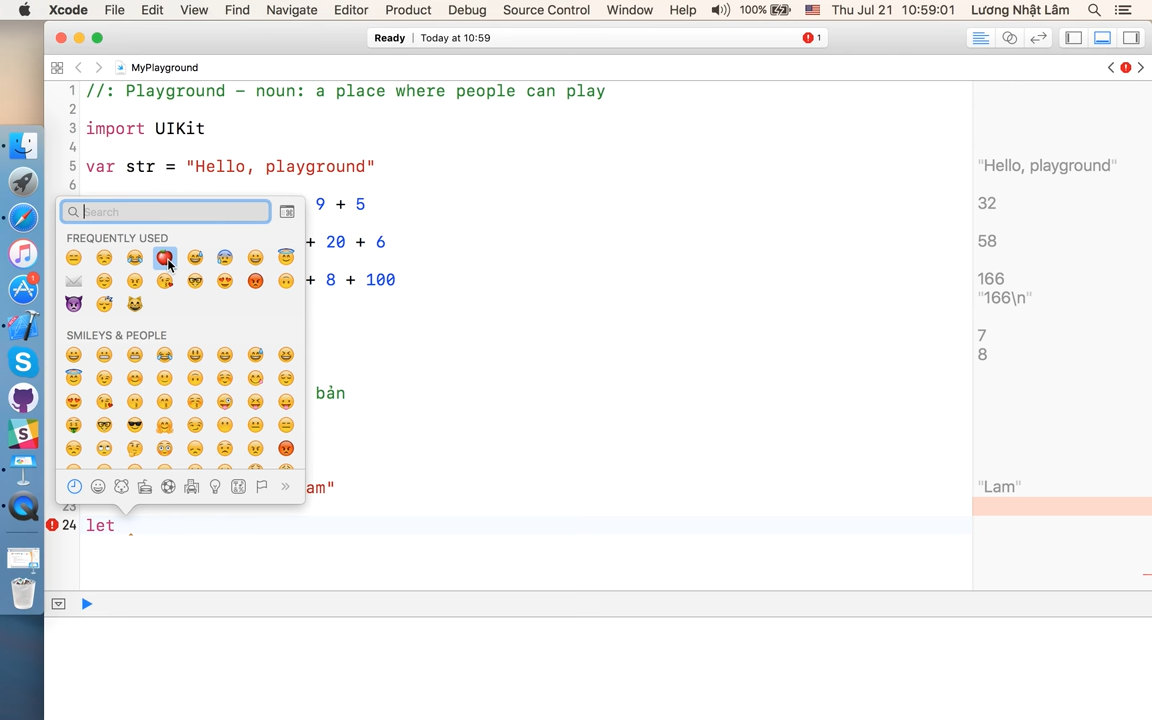 Xcode File Edit View Find Navigate Editor Product Debug Source Control Window Help 100% Thu Jul 21 10:59:01 Lương Nhật Lâm
Ready | Today at 10:59 1
MyPlayground
1 //: Playground - noun: a place where people can play
2
3 import UIKit
4
5 var str = "Hello, playground" "Hello, playground"
6
Search
9 + 5 32
FREQUENTLY USED
+ 20 + 6 58
+ 8 + 100 166
"166\n"
SMILEYS & PEOPLE
7
8
bản
am" "Lam"
23
24 let
1
S